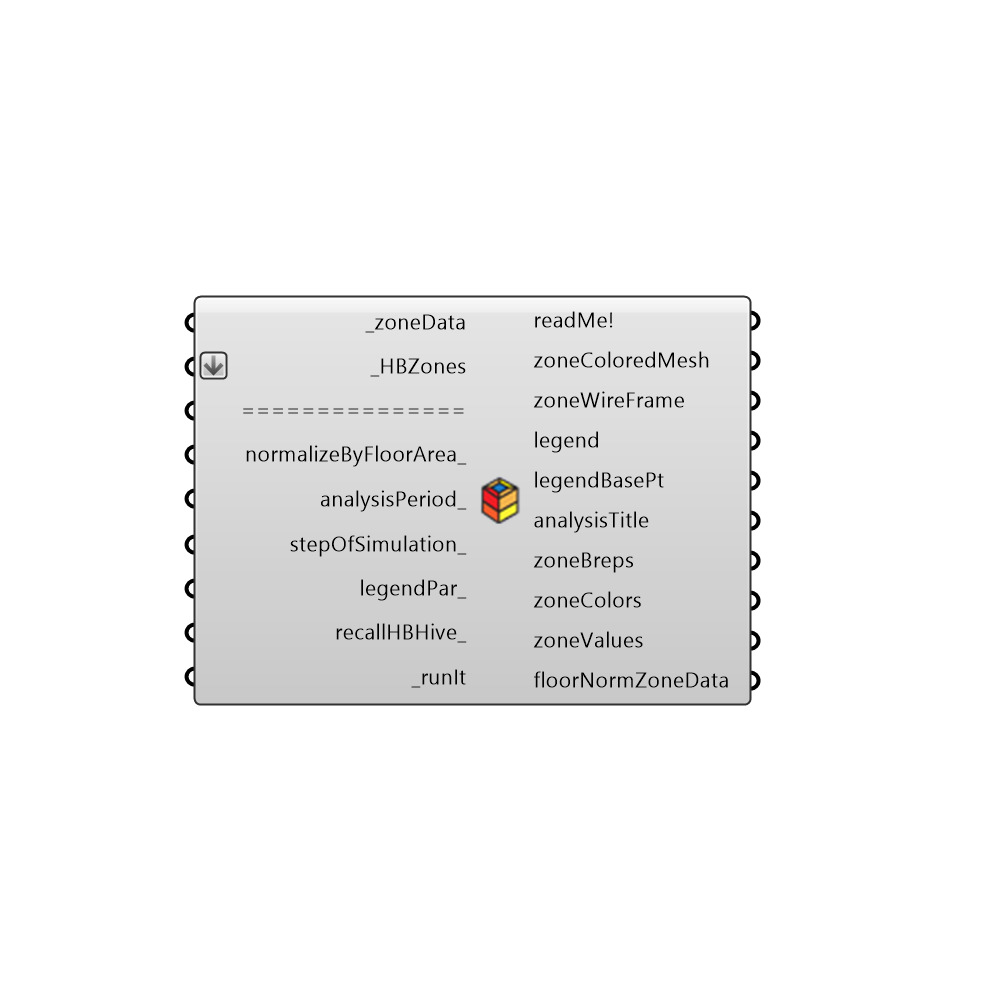 _zoneData
_HBZones
===============
normalizeByFloorArea_
analysisPeriod_
stepOfSimulation_
legendPar_
recallHBHive_
_runIt
readMe!
zoneColoredMesh
zoneWireFrame
legend
legendBasePt
analysisTitle
zoneBreps
zoneColors
zoneValues
floorNormZoneData